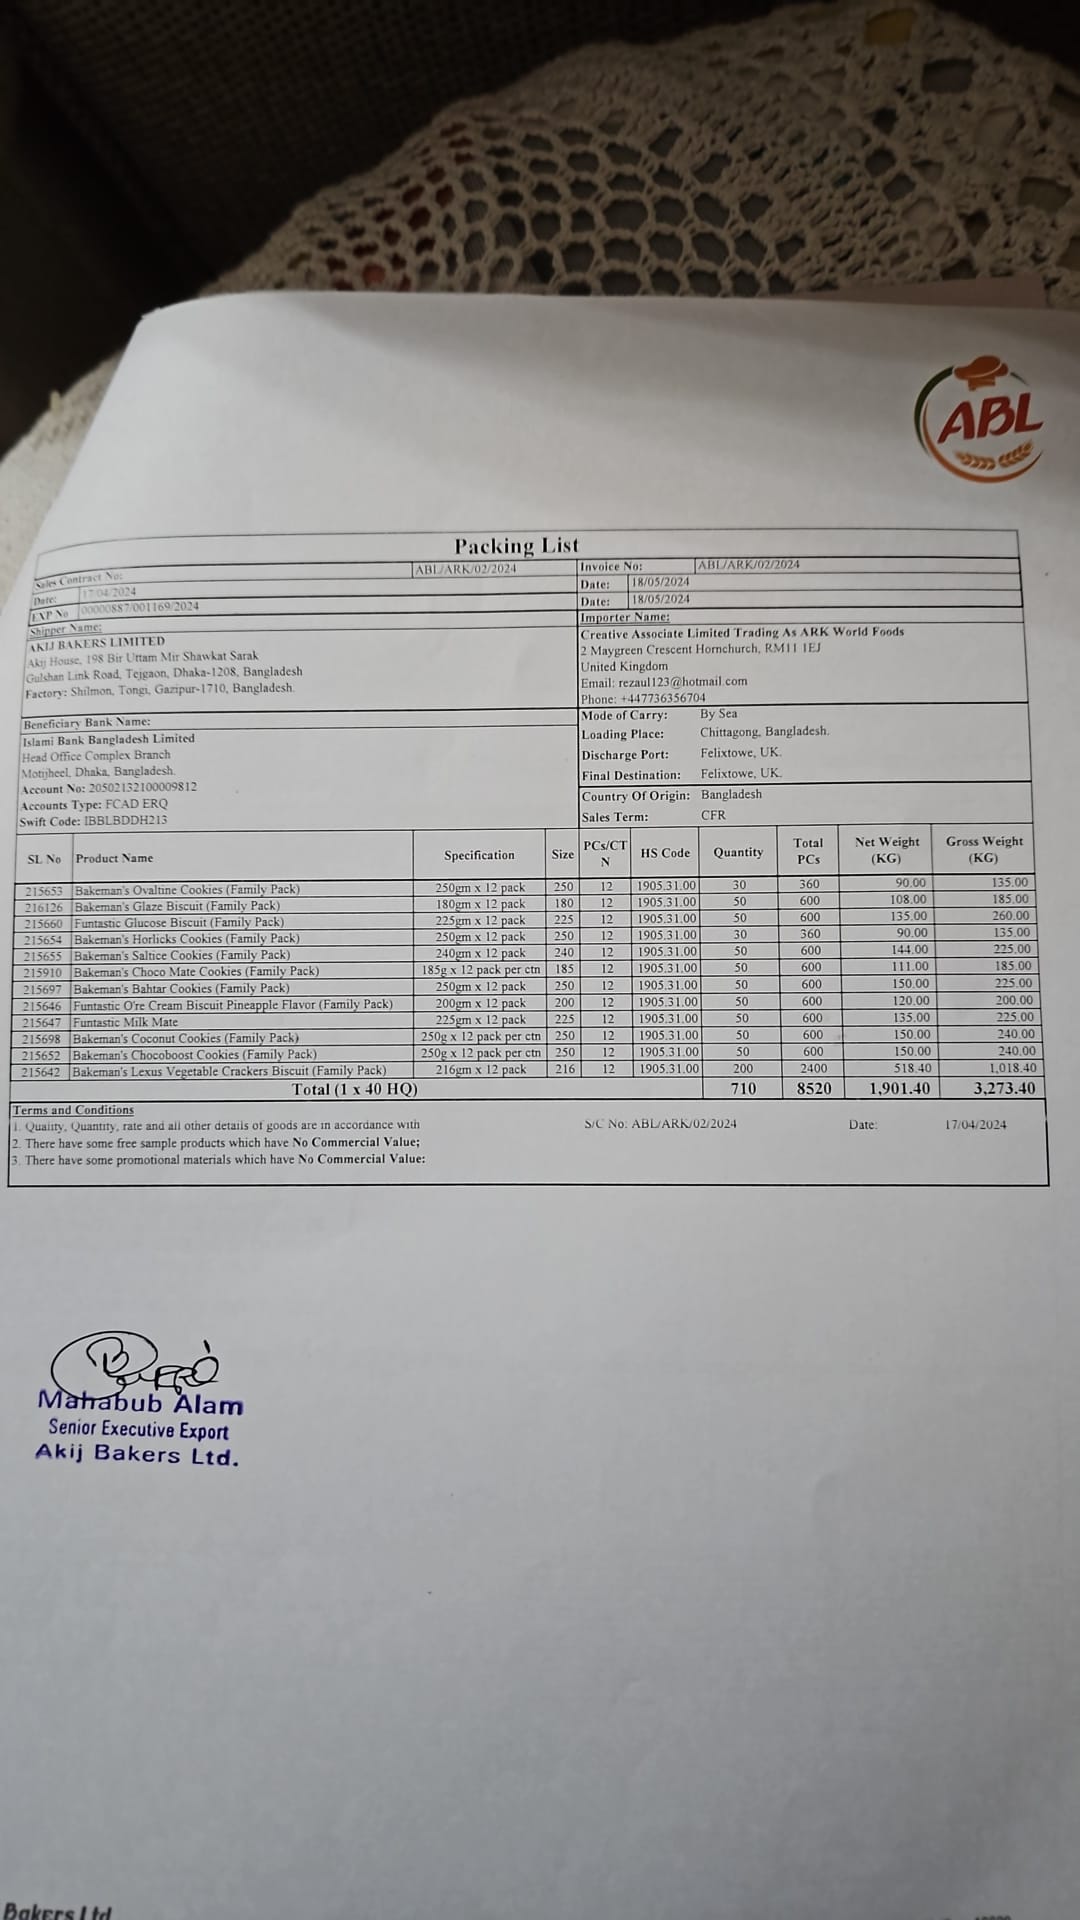 ABL
Packing List
Sales Contract No: ABL/ARK/02/2024 Invoice No: ABL/ARK/02/2024
Date: 17/04/2024 Date: 18/05/2024
EXP No 00000887/001169/2024 Date: 18/05/2024
Shipper Name:
AKIJ BAKERS LIMITED
Akij House, 198 Bir Uttam Mir Shawkat Sarak
Gulshan Link Road, Tejgaon, Dhaka-1208, Bangladesh
Factory: Shilmon, Tongi, Gazipur-1710, Bangladesh.
Importer Name:
Creative Associate Limited Trading As ARK World Foods
2 Maygreen Crescent Hornchurch, RM11 1EJ
United Kingdom
Email: rezaul123@hotmail.com
Phone: +447736356704
Beneficiary Bank Name:
Islami Bank Bangladesh Limited
Head Office Complex Branch
Motijheel, Dhaka, Bangladesh.
Account No: 20502132100009812
Accounts Type: FCAD ERQ
Swift Code: IBBLBDDH213
Mode of Carry: By Sea
Loading Place: Chittagong, Bangladesh.
Discharge Port: Felixtowe, UK.
Final Destination: Felixtowe, UK.
Country Of Origin: Bangladesh
Sales Term: CFR
SL No Product Name Specification Size PCs/CTN HS Code Quantity Total PCs Net Weight (KG) Gross Weight (KG)
215653 Bakeman's Ovaltine Cookies (Family Pack) 250gm x 12 pack 250 12 1905.31.00 30 360 90.00 135.00
216126 Bakeman's Glaze Biscuit (Family Pack) 180gm x 12 pack 180 12 1905.31.00 50 600 108.00 185.00
215660 Funtastic Glucose Biscuit (Family Pack) 225gm x 12 pack 225 12 1905.31.00 50 600 135.00 260.00
215654 Bakeman's Horlicks Cookies (Family Pack) 250gm x 12 pack 250 12 1905.31.00 30 360 90.00 135.00
215655 Bakeman's Saltice Cookies (Family Pack) 240gm x 12 pack 240 12 1905.31.00 50 600 144.00 225.00
215910 Bakeman's Choco Mate Cookies (Family Pack) 185g x 12 pack per ctn 185 12 1905.31.00 50 600 111.00 185.00
215697 Bakeman's Bahtar Cookies (Family Pack) 250gm x 12 pack 250 12 1905.31.00 50 600 150.00 225.00
215646 Funtastic O're Cream Biscuit Pineapple Flavor (Family Pack) 200gm x 12 pack 200 12 1905.31.00 50 600 120.00 200.00
215647 Funtastic Milk Mate 225gm x 12 pack 225 12 1905.31.00 50 600 135.00 225.00
215698 Bakeman's Coconut Cookies (Family Pack) 250g x 12 pack per ctn 250 12 1905.31.00 50 600 150.00 240.00
215652 Bakeman's Chocoboost Cookies (Family Pack) 250g x 12 pack per ctn 250 12 1905.31.00 50 600 150.00 240.00
215642 Bakeman's Lexus Vegetable Crackers Biscuit (Family Pack) 216gm x 12 pack 216 12 1905.31.00 200 2400 518.40 1,018.40
Total (1 x 40 HQ) 710 8520 1,901.40 3,273.40
Terms and Conditions
1. Quality, Quantity, rate and all other details of goods are in accordance with S/C No: ABL/ARK/02/2024 Date: 17/04/2024
2. There have some free sample products which have No Commercial Value;
3. There have some promotional materials which have No Commercial Value:
Mahabub Alam
Senior Executive Export
Akij Bakers Ltd.
Bakers Ltd